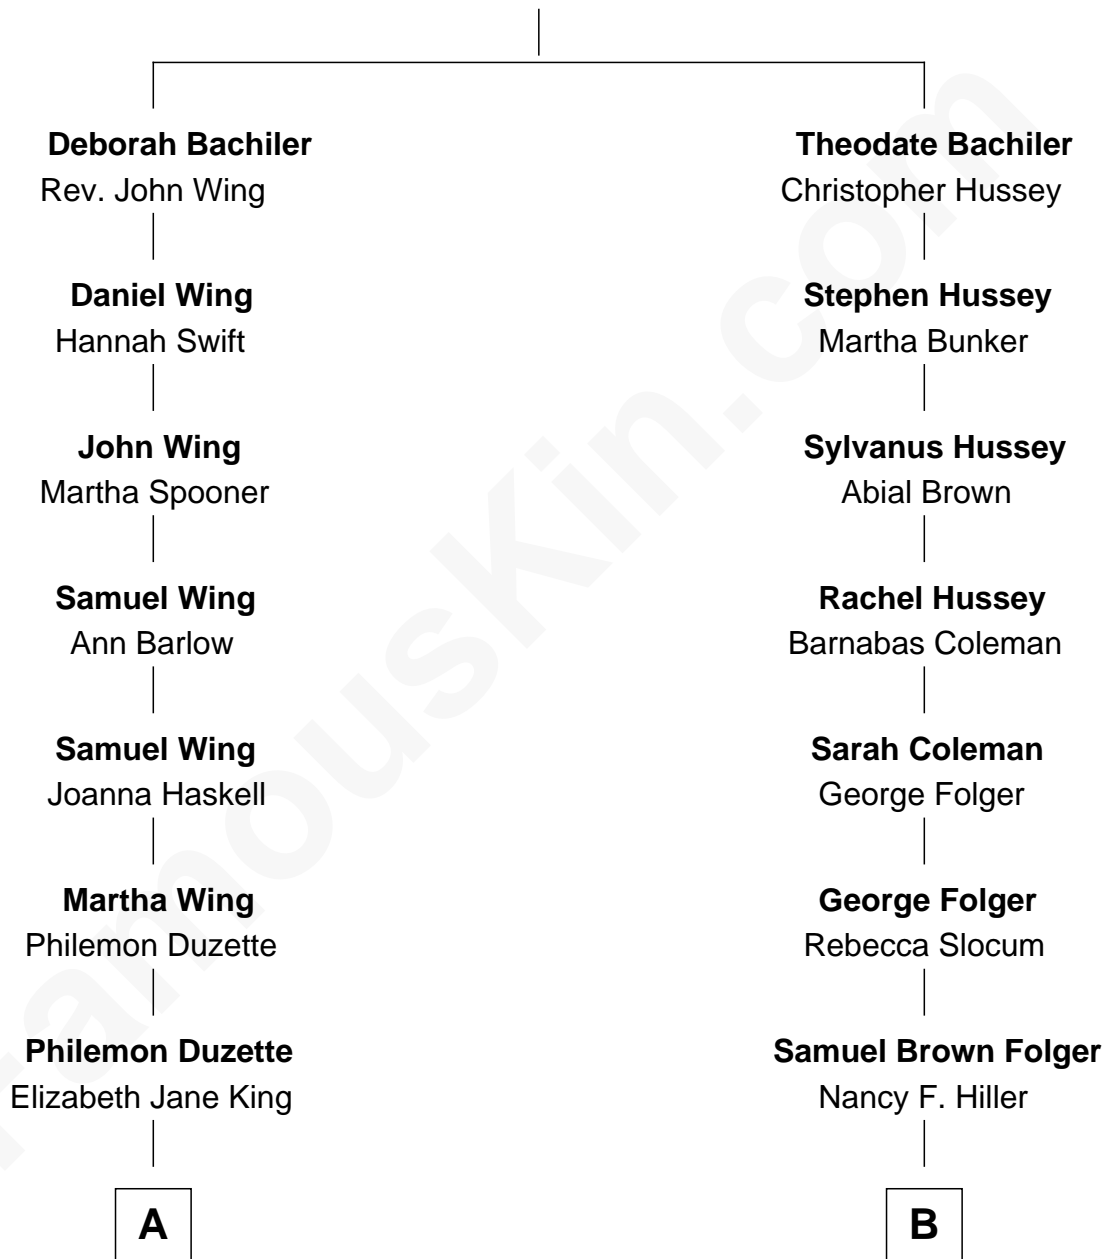 Deborah Bachiler
Rev. John Wing
Theodate Bachiler
Christopher Hussey
Daniel Wing
Hannah Swift
Stephen Hussey
Martha Bunker
John Wing
Martha Spooner
Sylvanus Hussey
Abial Brown
Samuel Wing
Ann Barlow
Rachel Hussey
Barnabas Coleman
Samuel Wing
Joanna Haskell
Sarah Coleman
George Folger
Martha Wing
Philemon Duzette
George Folger
Rebecca Slocum
Philemon Duzette
Elizabeth Jane King
Samuel Brown Folger
Nancy F. Hiller
A
B
FamousKin.com